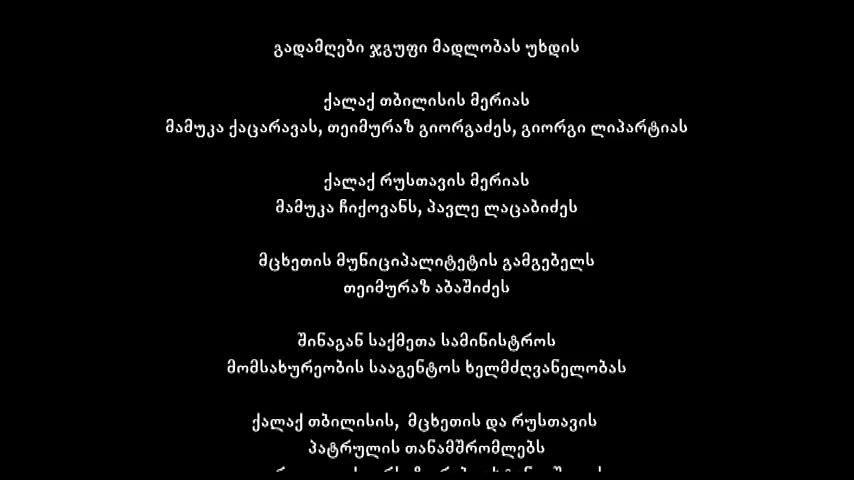 გადამღები ჯგუფი მადლობას უხდის
ქალაქ თბილისის მერიას
მამუკა ქაცარავას, თეიმურაზ გიორგაძეს, გიორგი ლიპარტიას
ქალაქ რუსთავის მერიას
მამუკა ჩიქოვანს, პავლე ლაცაბიძეს
მცხეთის მუნიციპალიტეტის გამგებელს
თეიმურაზ აბაშიძეს
შინაგან საქმეთა სამინისტროს
მომსახურეობის სააგენტოს ხელმძღვანელობას
ქალაქ თბილისის, მცხეთის და რუსთავის
პატრულის თანამშრომლებს